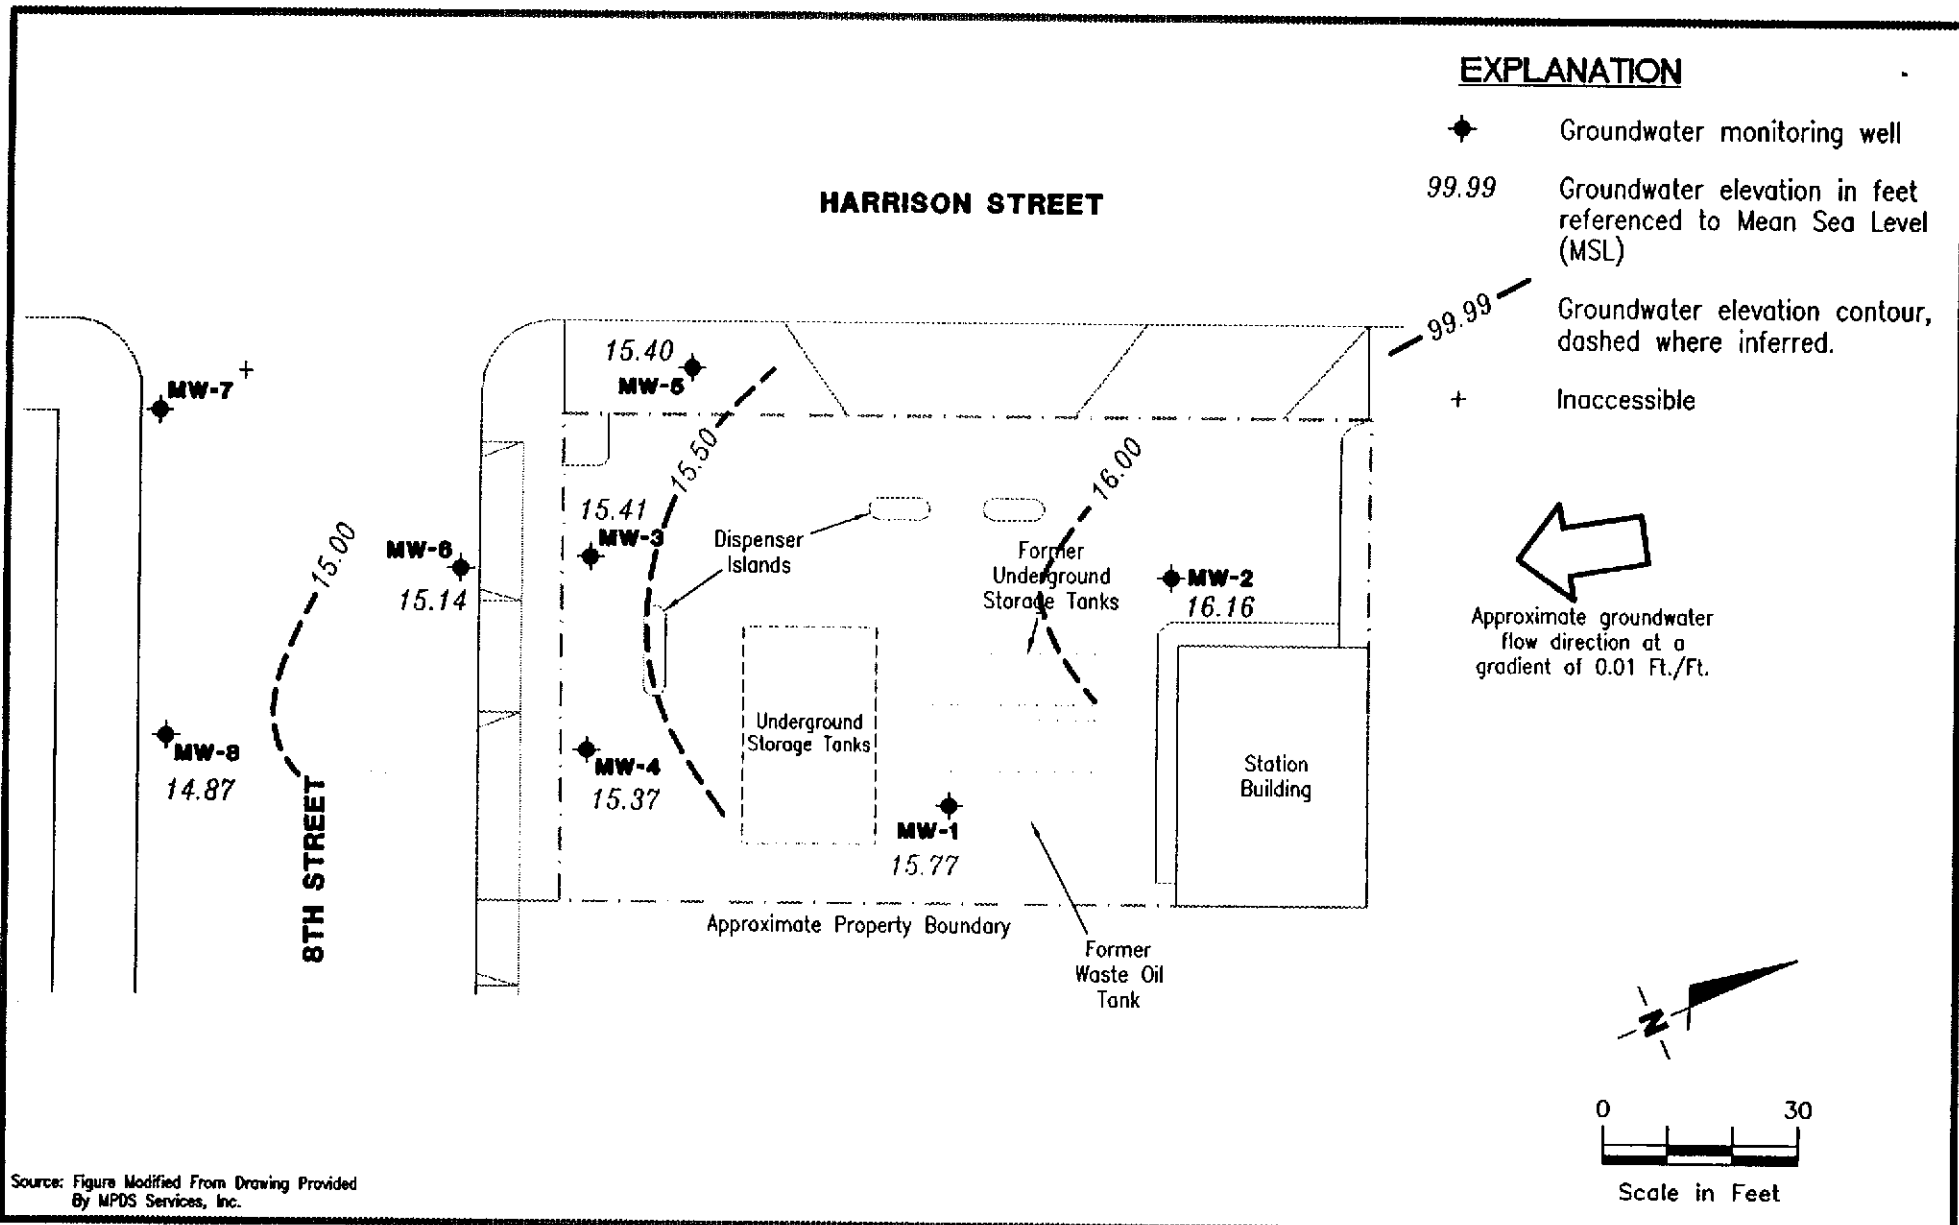 EXPLANATION
Groundwater monitoring well
99.99
Groundwater elevation in feet
referenced to Mean Sea Level
(MSL)
99.99
Groundwater elevation contour,
dashed where inferred.
+
Inaccessible
HARRISON STREET
MW-7 +
15.40
MW-5
15.50
16.00
15.41
MW-3
MW-6
15.14
15.00
Dispenser
Islands
Former
Underground
Storage Tanks
MW-2
16.16
Approximate groundwater
flow direction at a
gradient of 0.01 Ft./Ft.
MW-8
14.87
8TH STREET
MW-4
15.37
Underground
Storage Tanks
MW-1
15.77
Station
Building
Approximate Property Boundary
Former
Waste Oil
Tank
N
0 30
Scale in Feet
Source: Figure Modified From Drawing Provided
By MPDS Services, Inc.